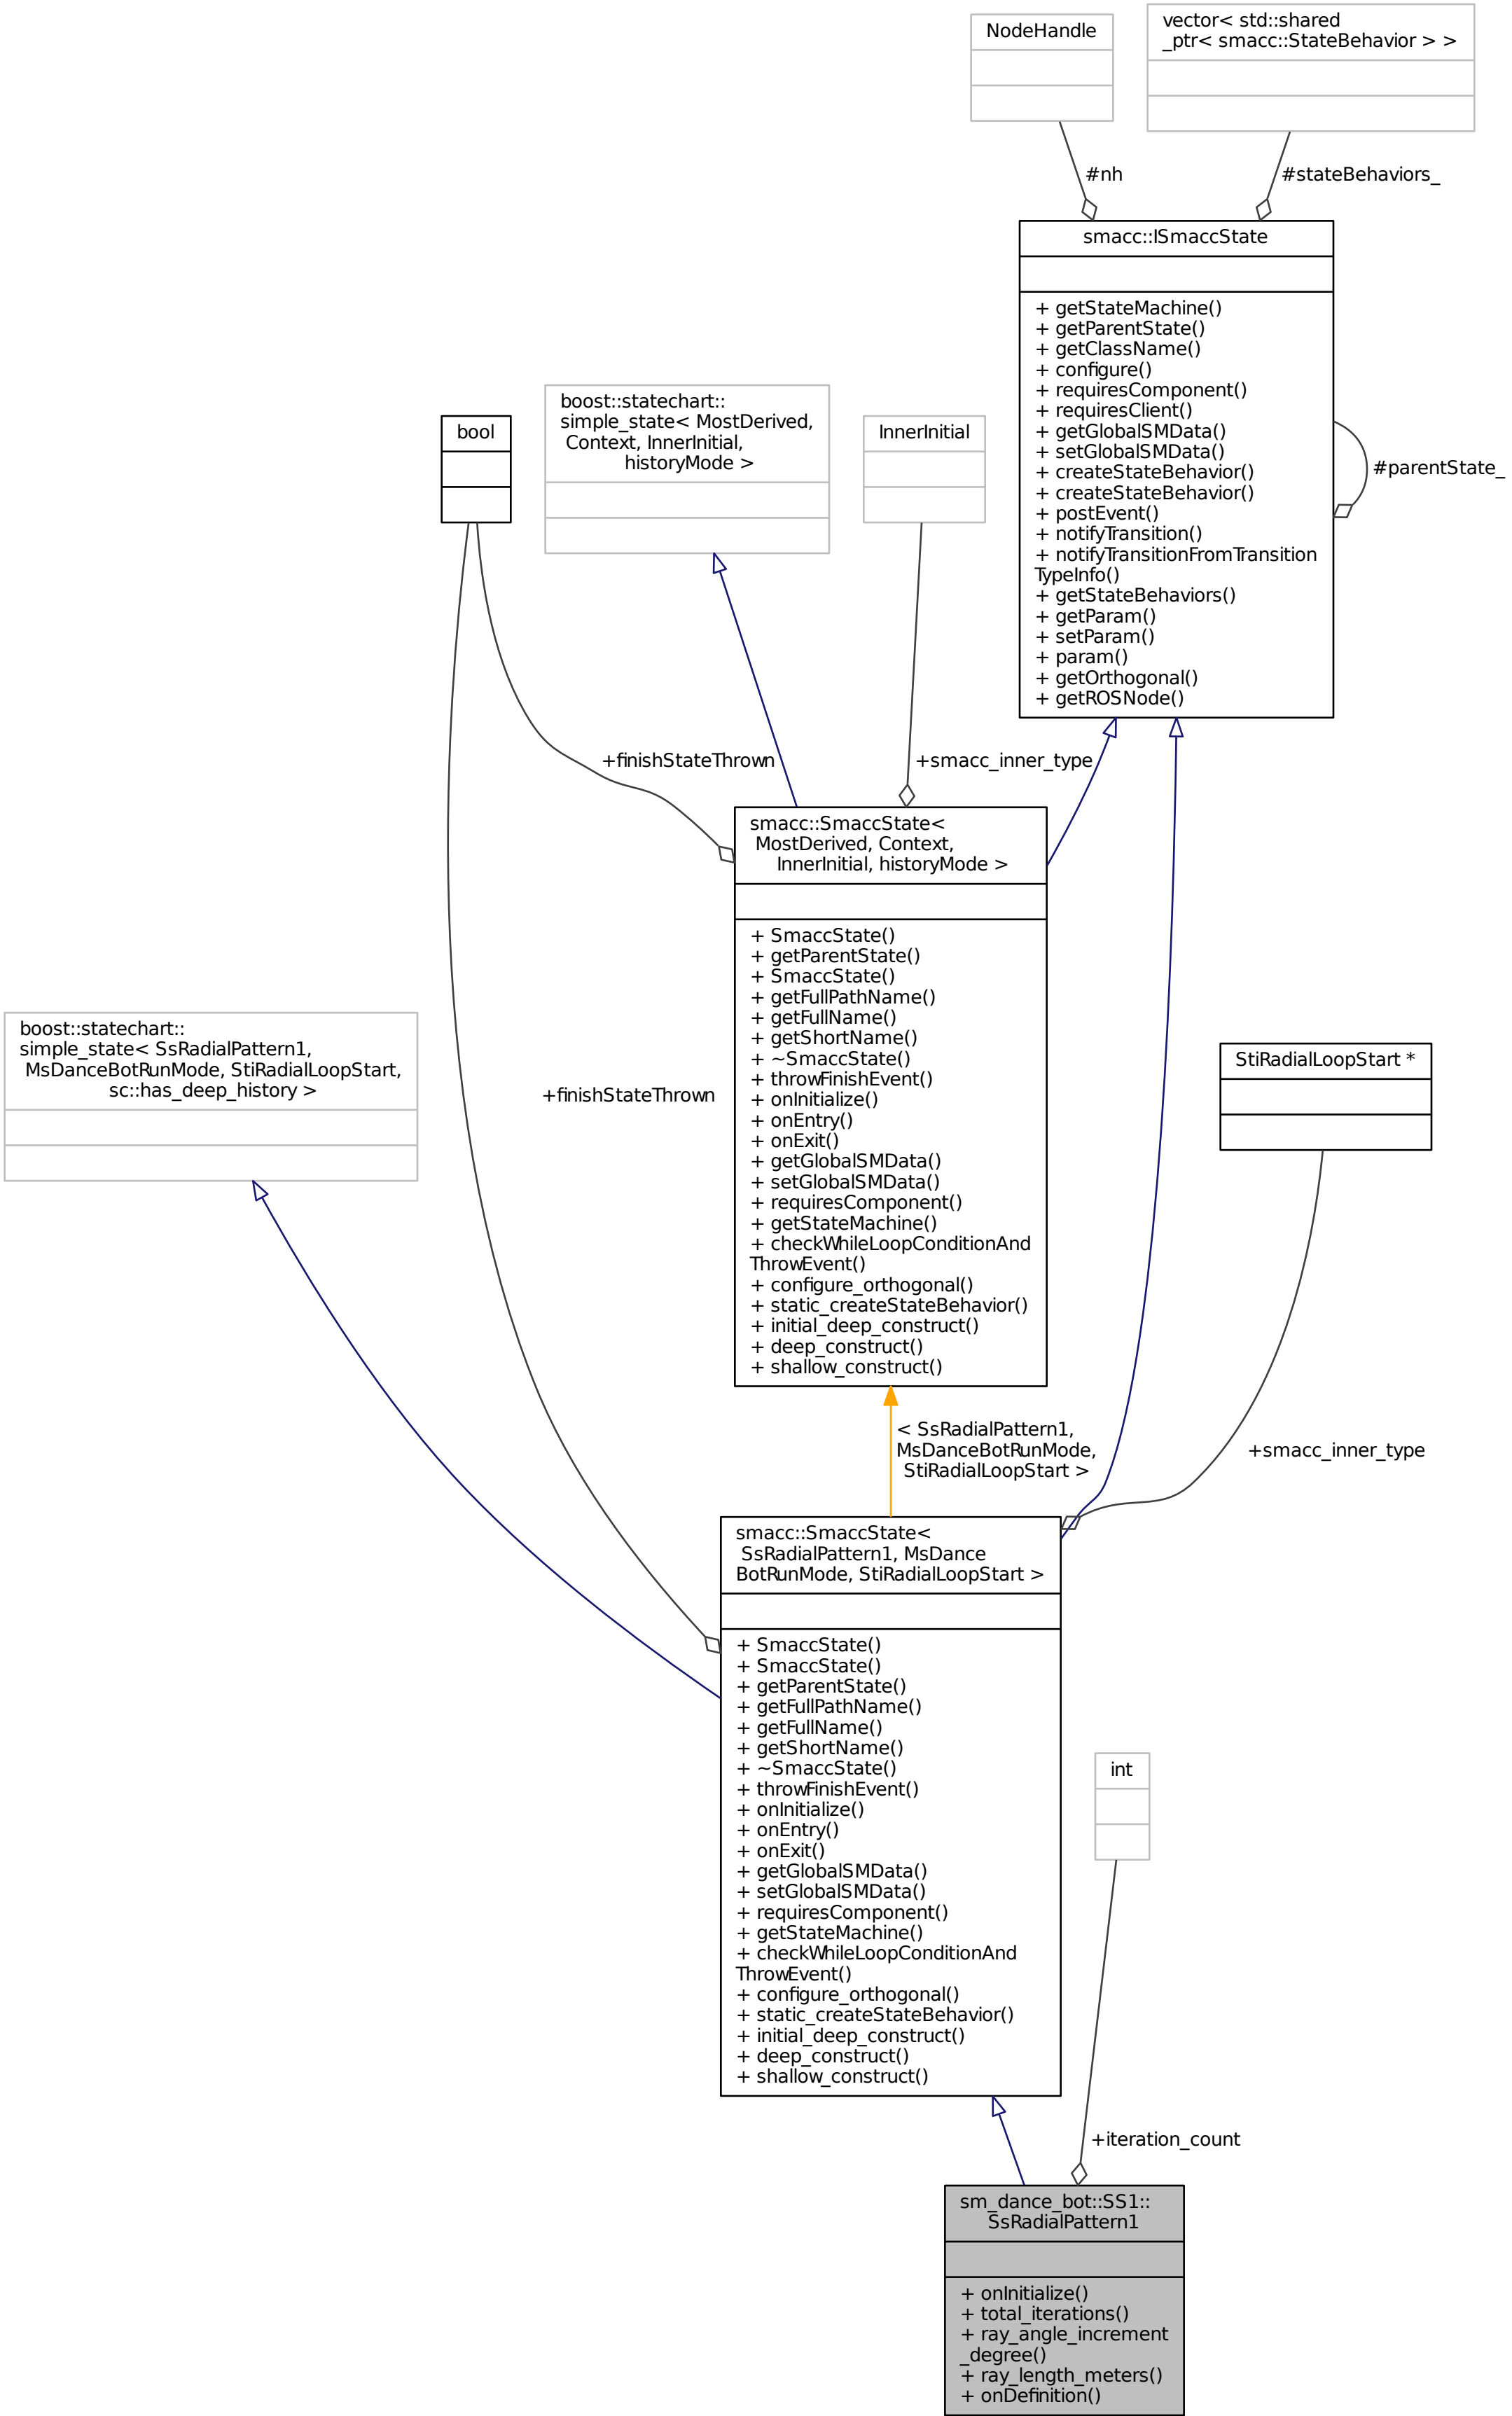 NodeHandle
vector< std::shared
_ptr< smacc::StateBehavior > >
#nh
#stateBehaviors_
smacc::ISmaccState
+ getStateMachine()
+ getParentState()
+ getClassName()
+ configure()
+ requiresComponent()
+ requiresClient()
+ getGlobalSMData()
+ setGlobalSMData()
+ createStateBehavior()
+ createStateBehavior()
+ postEvent()
+ notifyTransition()
+ notifyTransitionFromTransition
TypeInfo()
+ getStateBehaviors()
+ getParam()
+ setParam()
+ param()
+ getOrthogonal()
+ getROSNode()
#parentState_
bool
boost::statechart::
simple_state< MostDerived,
Context, InnerInitial,
historyMode >
InnerInitial
+finishStateThrown
+smacc_inner_type
smacc::SmaccState<
MostDerived, Context,
InnerInitial, historyMode >
+ SmaccState()
+ getParentState()
+ SmaccState()
+ getFullPathName()
+ getFullName()
+ getShortName()
+ ~SmaccState()
+ throwFinishEvent()
+ onInitialize()
+ onEntry()
+ onExit()
+ getGlobalSMData()
+ setGlobalSMData()
+ requiresComponent()
+ getStateMachine()
+ checkWhileLoopConditionAnd
ThrowEvent()
+ configure_orthogonal()
+ static_createStateBehavior()
+ initial_deep_construct()
+ deep_construct()
+ shallow_construct()
boost::statechart::
simple_state< SsRadialPattern1,
MsDanceBotRunMode, StiRadialLoopStart,
sc::has_deep_history >
+finishStateThrown
StiRadialLoopStart *
< SsRadialPattern1,
MsDanceBotRunMode,
StiRadialLoopStart >
+smacc_inner_type
smacc::SmaccState<
SsRadialPattern1, MsDance
BotRunMode, StiRadialLoopStart >
+ SmaccState()
+ SmaccState()
+ getParentState()
+ getFullPathName()
+ getFullName()
+ getShortName()
+ ~SmaccState()
+ throwFinishEvent()
+ onInitialize()
+ onEntry()
+ onExit()
+ getGlobalSMData()
+ setGlobalSMData()
+ requiresComponent()
+ getStateMachine()
+ checkWhileLoopConditionAnd
ThrowEvent()
+ configure_orthogonal()
+ static_createStateBehavior()
+ initial_deep_construct()
+ deep_construct()
+ shallow_construct()
int
+iteration_count
sm_dance_bot::SS1::
SsRadialPattern1
+ onInitialize()
+ total_iterations()
+ ray_angle_increment
_degree()
+ ray_length_meters()
+ onDefinition()